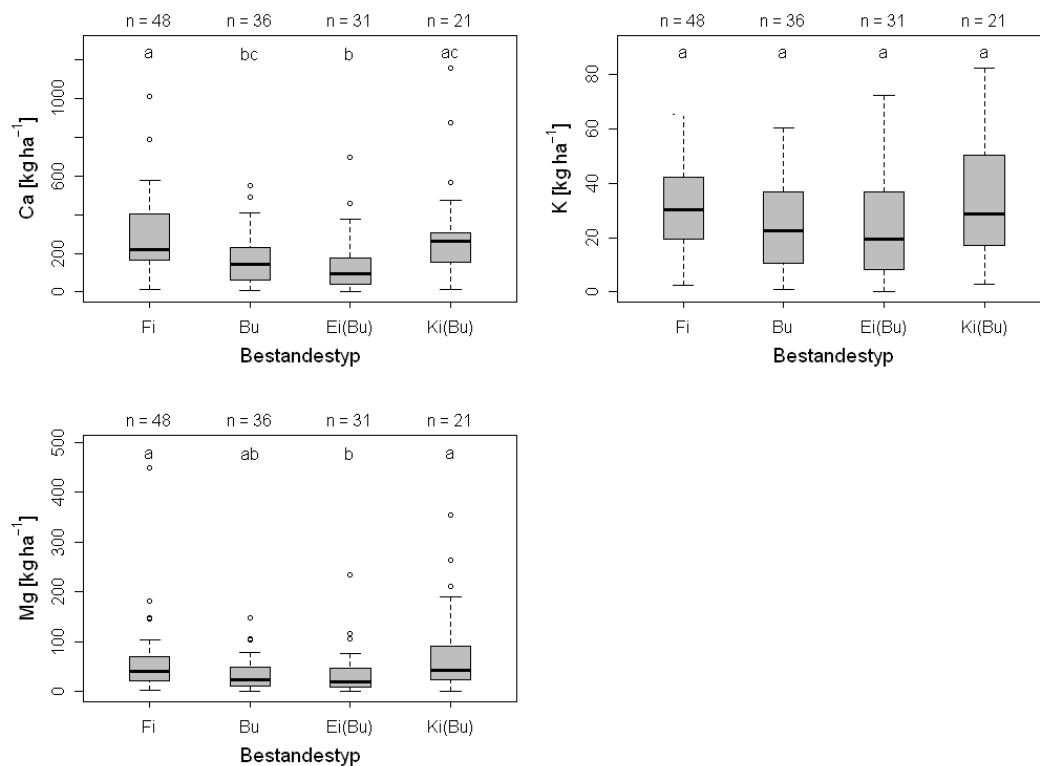 n = 48 n = 36 n = 31 n = 21
a bc b ac
Ca [kg ha⁻¹]
1000
600
200
0
Fi Bu Ei(Bu) Ki(Bu)
Bestandestyp
n = 48 n = 36 n = 31 n = 21
a a a a
K [kg ha⁻¹]
80
60
40
20
0
Fi Bu Ei(Bu) Ki(Bu)
Bestandestyp
n = 48 n = 36 n = 31 n = 21
a ab b a
Mg [kg ha⁻¹]
500
400
300
200
100
0
Fi Bu Ei(Bu) Ki(Bu)
Bestandestyp